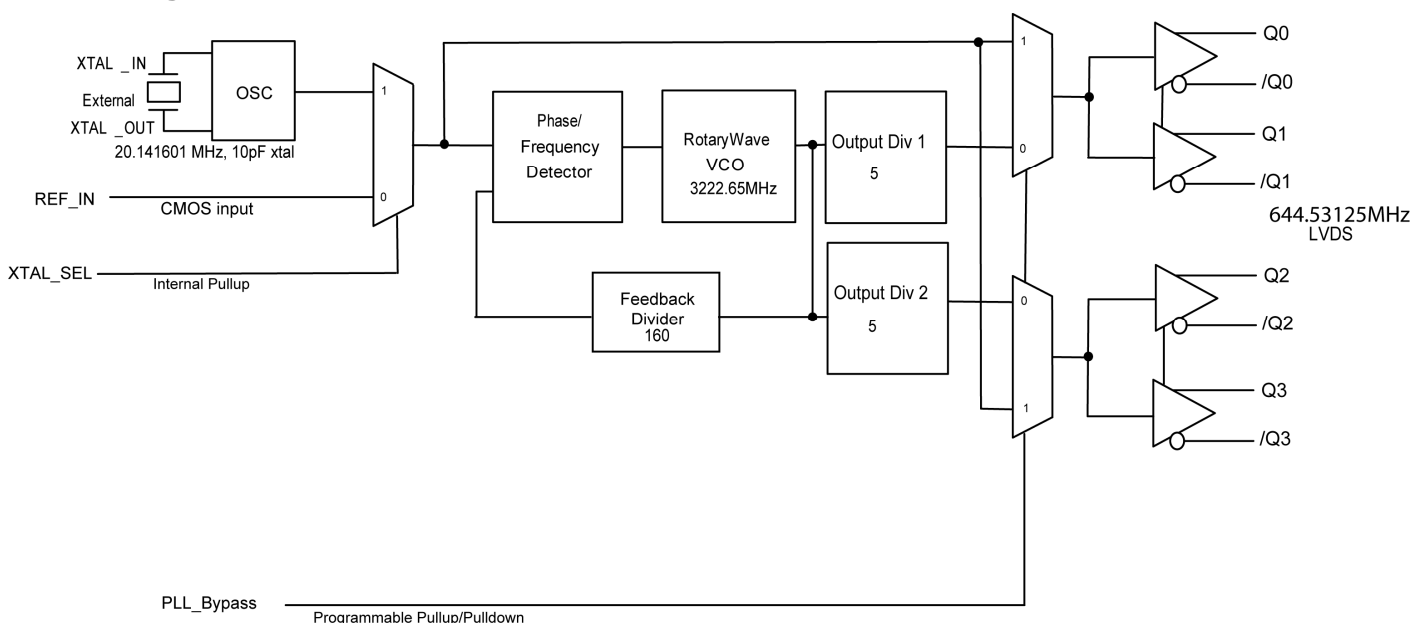 XTAL _IN
External
XTAL _OUT
OSC
20.141601 MHz, 10pF xtal
REF_IN
CMOS input
XTAL_SEL
Internal Pullup
1
0
Phase/
Frequency
Detector
RotaryWave
VCO
3222.65MHz
Feedback
Divider
160
Output Div 1
5
Output Div 2
5
1
0
0
1
Q0
/Q0
Q1
/Q1
644.53125MHz
LVDS
Q2
/Q2
Q3
/Q3
PLL_Bypass
Programmable Pullup/Pulldown